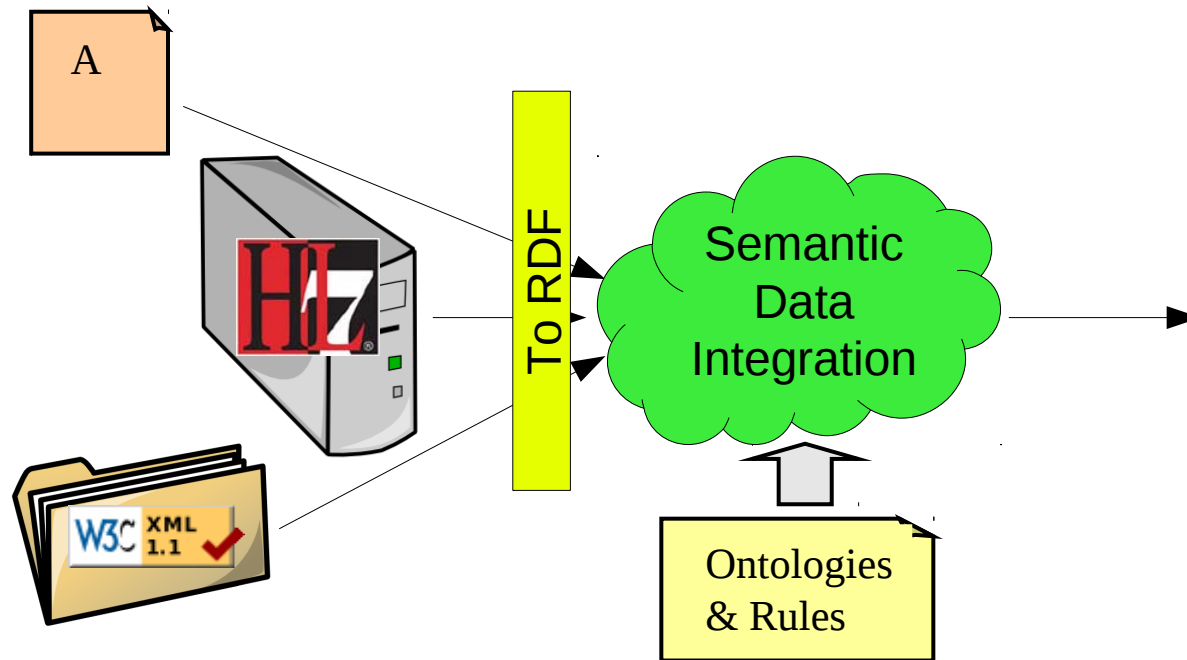 A
HL7®
To RDF
Semantic
Data
Integration
W3C XML
1.1
Ontologies
& Rules